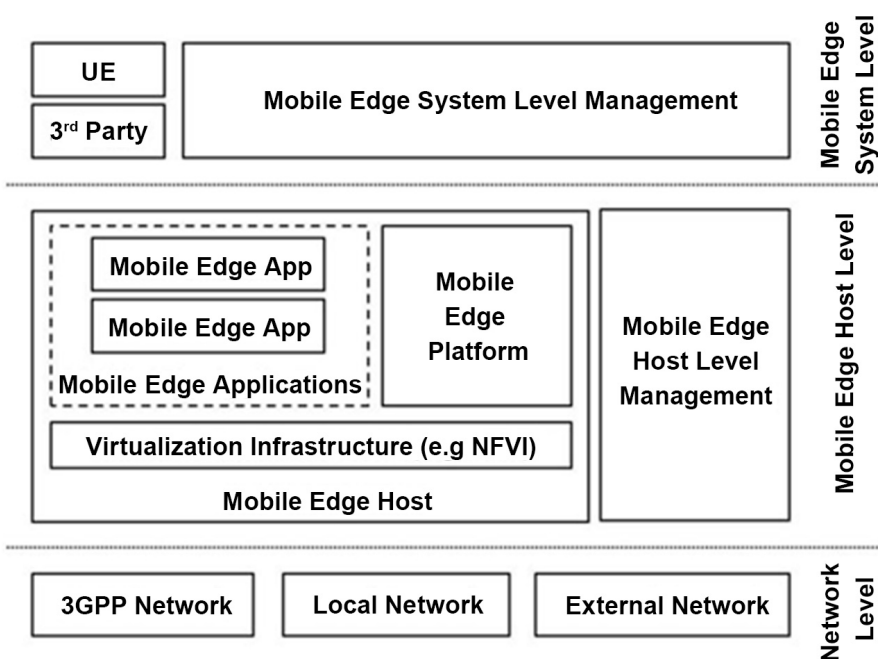 UE
3rd Party
Mobile Edge System Level Management
Mobile Edge
System Level
Mobile Edge App
Mobile Edge App
Mobile Edge Applications
Mobile
Edge
Platform
Virtualization Infrastructure (e.g NFVI)
Mobile Edge Host
Mobile Edge
Host Level
Management
Mobile Edge Host Level
3GPP Network
Local Network
External Network
Network
Level